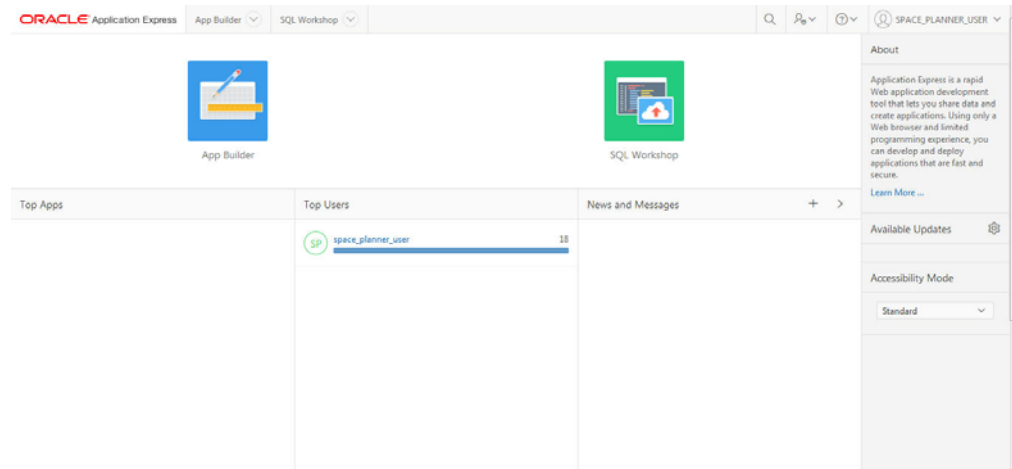 ORACLE Application Express
App Builder
SQL Workshop
SPACE_PLANNER_USER
App Builder
SQL Workshop
About
Application Express is a rapid
Web application development
tool that lets you share data and
create applications. Using only a
Web browser and limited
programming experience, you
can develop and deploy
applications that are fast and
secure.
Learn More ...
Top Apps
Top Users
News and Messages
SP
space_planner_user
18
Available Updates
Accessibility Mode
Standard